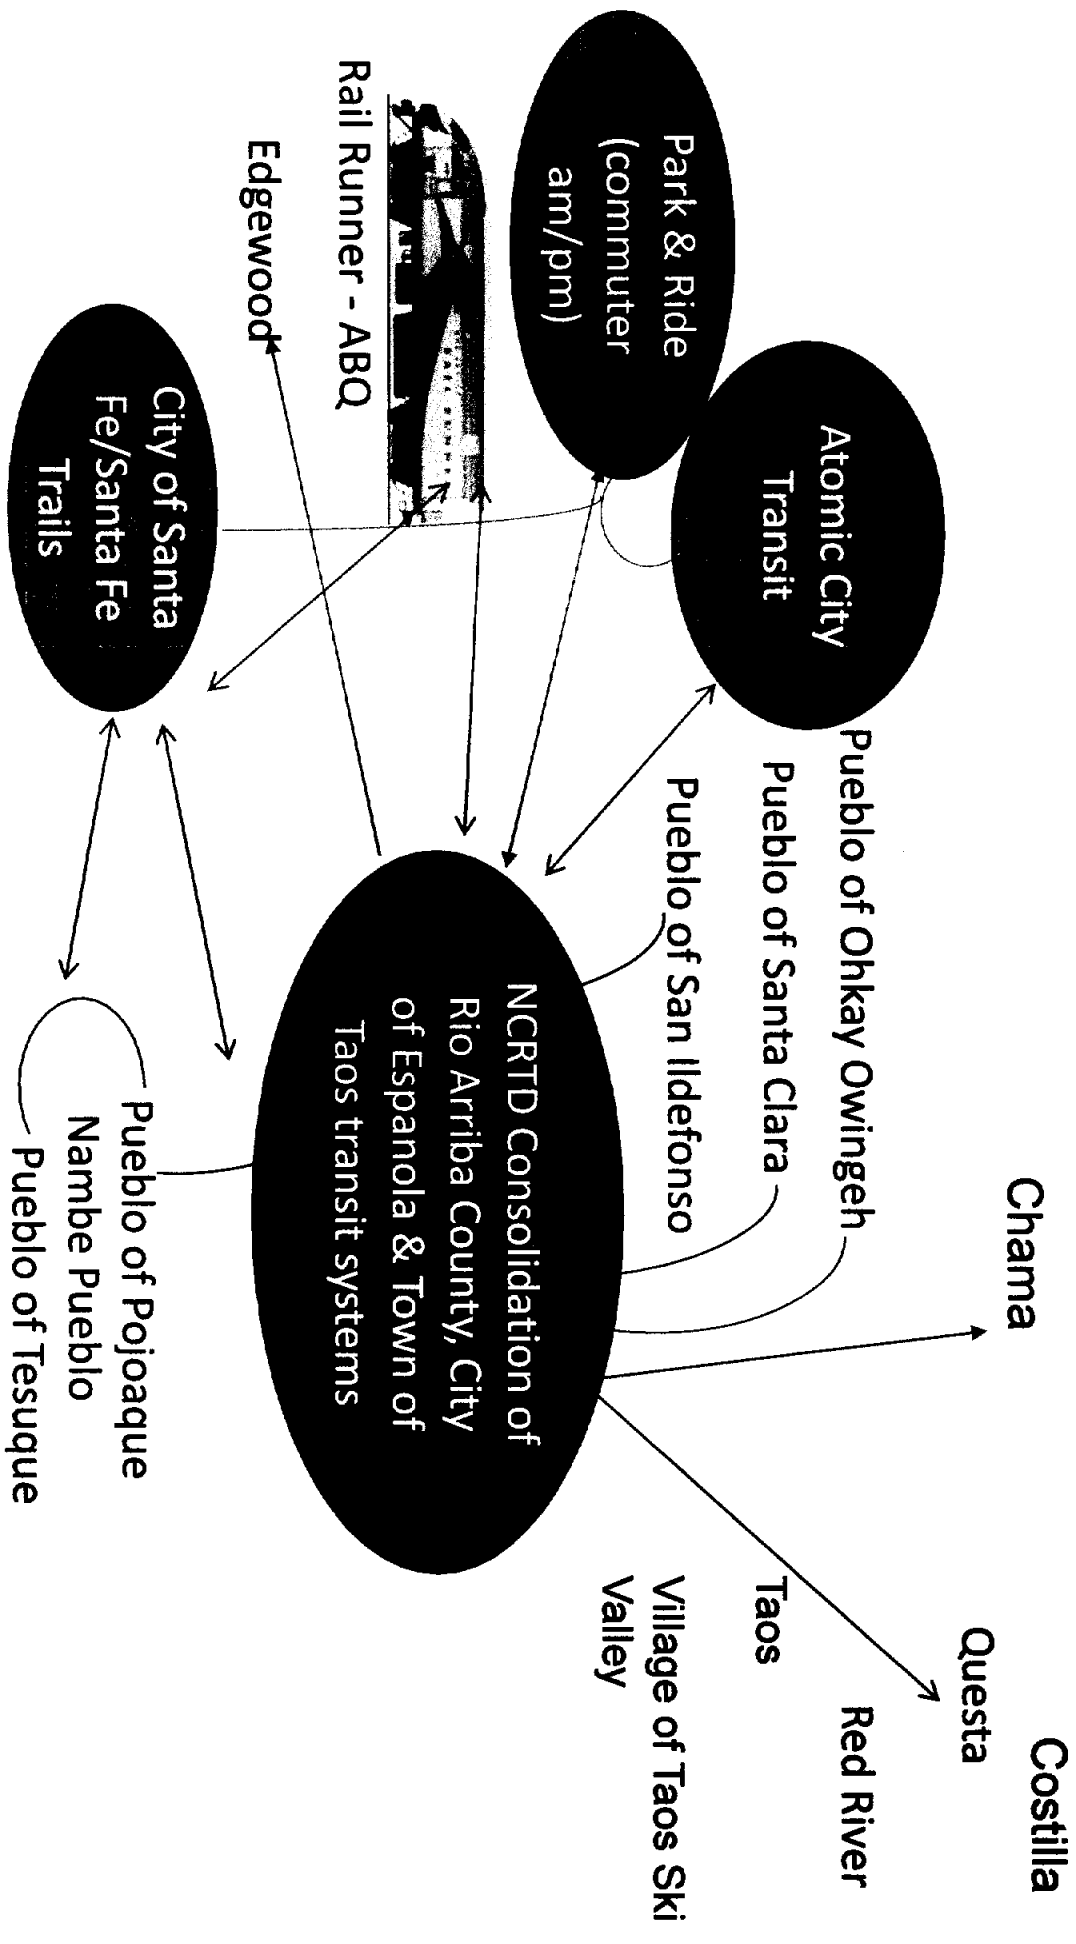 Costilla
Chama
Questa
Red River
Pueblo of Ohkay Owingeh
Pueblo of Santa Clara
Pueblo of San Ildefonso
Taos
Village of Taos Ski
Valley
Atomic City
Transit
Park & Ride
(commuter
am/pm)
Rail Runner - ABQ
Edgewood
NCRTD Consolidation of
Rio Arriba County, City
of Espanola & Town of
Taos transit systems
City of Santa
Fe/Santa Fe
Trails
Pueblo of Pojoaque
Nambe Pueblo
Pueblo of Tesuque